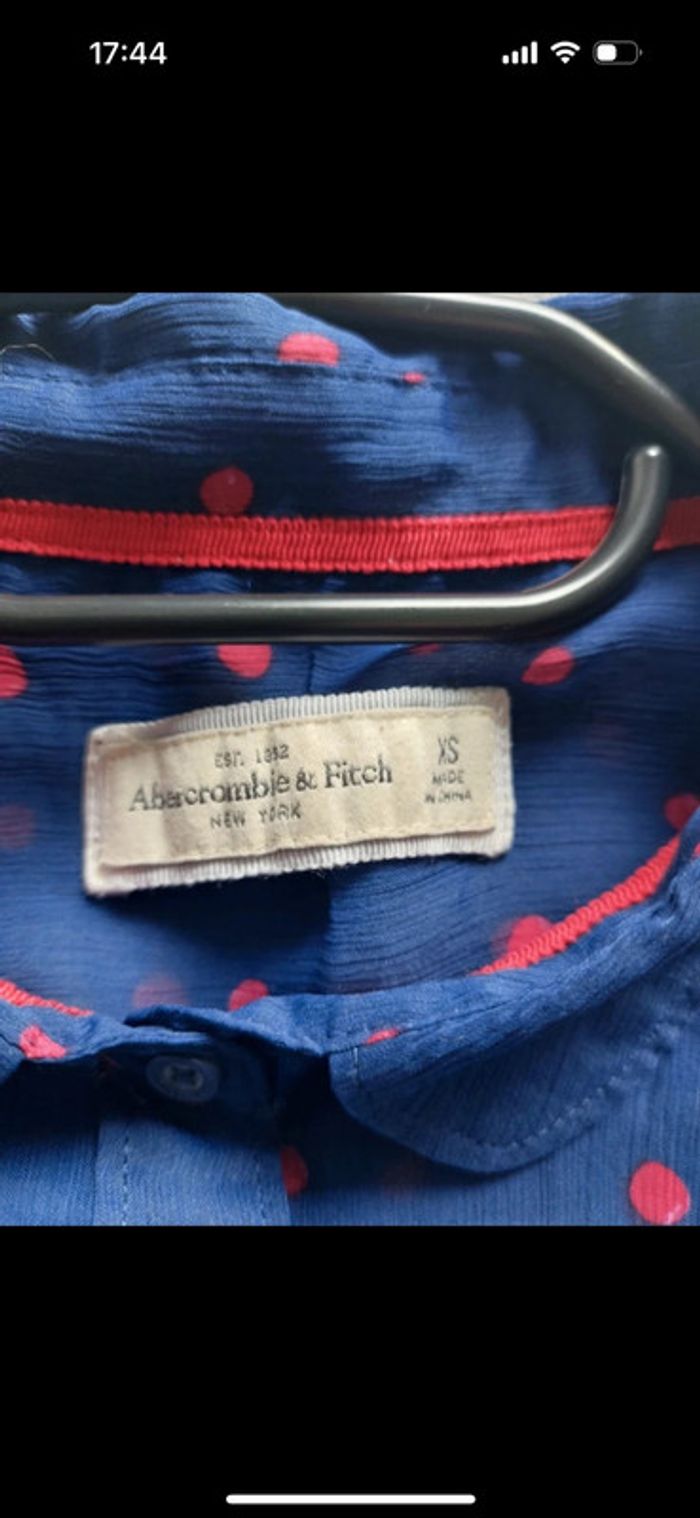 17:44
EST. 1892
Abercrombie & Fitch
NEW YORK
XS
MADE
IN CHINA